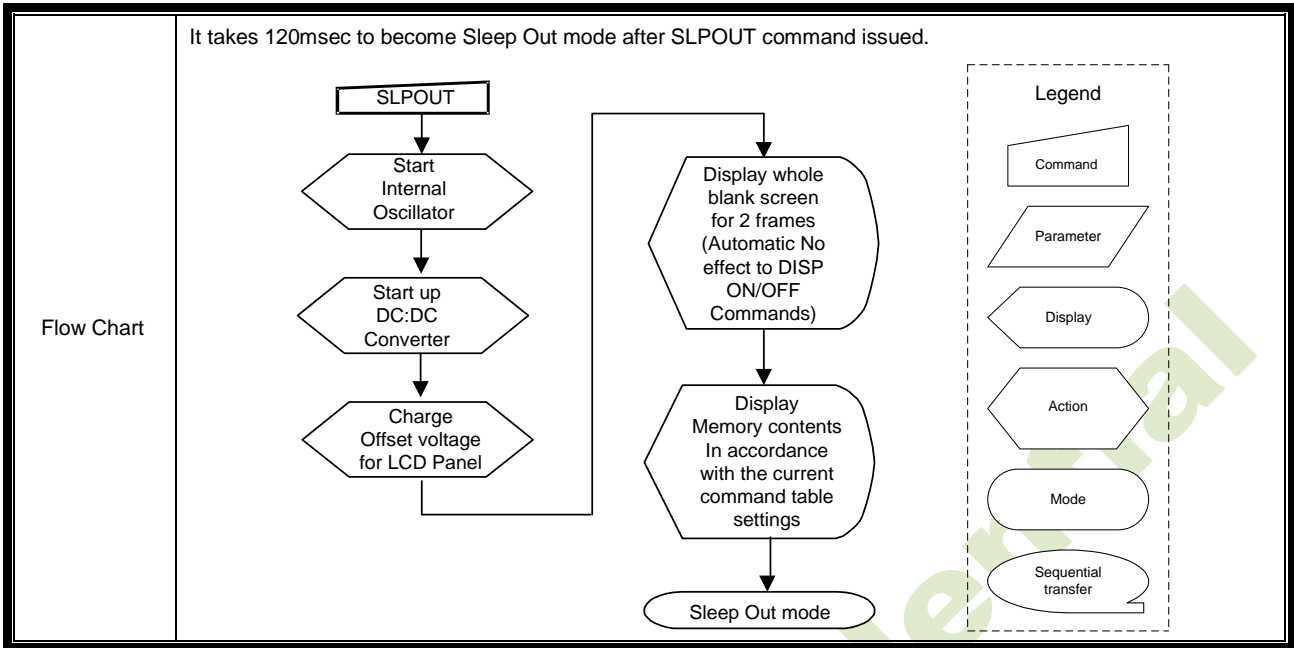 It takes 120msec to become Sleep Out mode after SLPOUT command issued.
Flow Chart
SLPOUT
Start
Internal
Oscillator
Start up
DC:DC
Converter
Charge
Offset voltage
for LCD Panel
Display whole
blank screen
for 2 frames
(Automatic No
effect to DISP
ON/OFF
Commands)
Display
Memory contents
In accordance
with the current
command table
settings
Sleep Out mode
Legend
Command
Parameter
Display
Action
Mode
Sequential
transfer